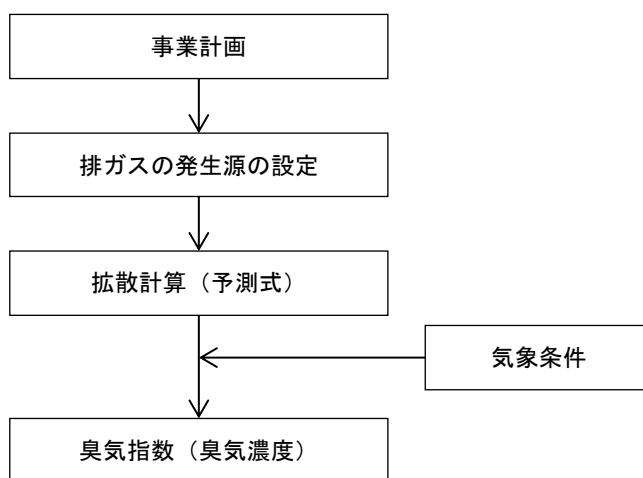 事業計画
排ガスの発生源の設定
拡散計算（予測式）
気象条件
臭気指数（臭気濃度）